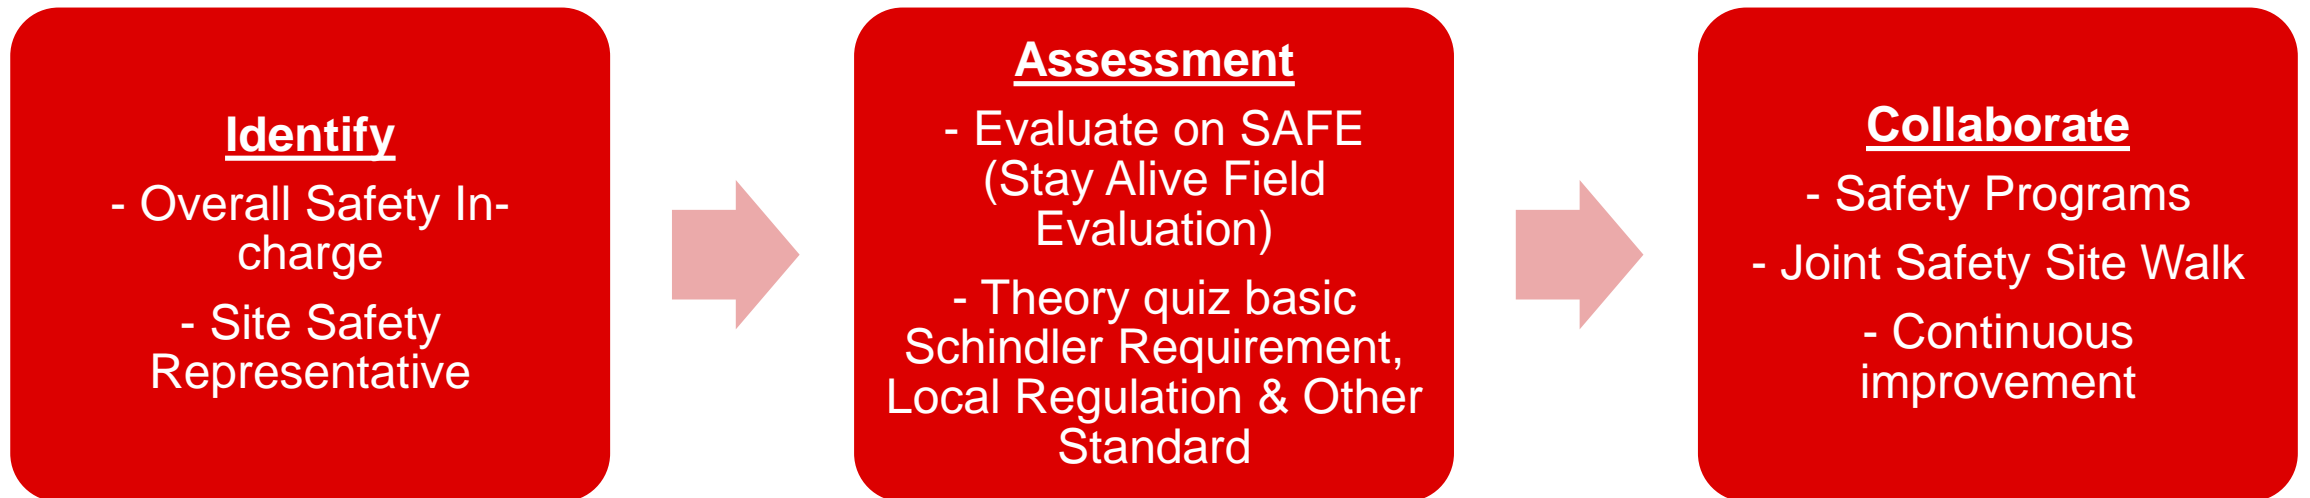 Identify
- Overall Safety In-
charge
- Site Safety
Representative
Assessment
- Evaluate on SAFE
(Stay Alive Field
Evaluation)
- Theory quiz basic
Schindler Requirement,
Local Regulation & Other
Standard
Collaborate
- Safety Programs
- Joint Safety Site Walk
- Continuous
improvement